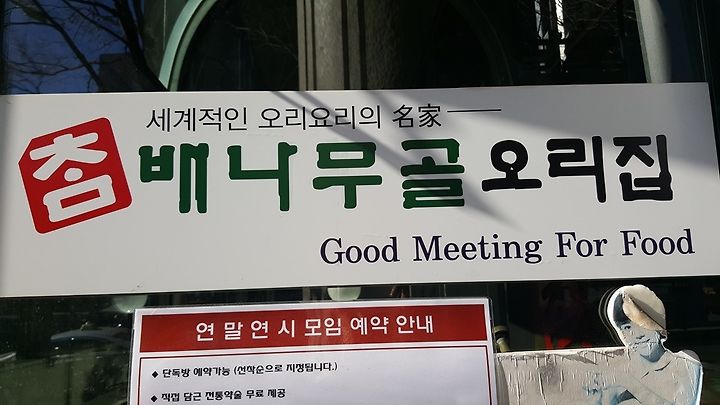 세계적인 오리요리의 名家
참 배나무골 오리집
Good Meeting For Food
연말연시 모임 예약 안내
◆ 단독방 예약가능 (선착순으로 지정됩니다.)
◆ 직접 담근 전통약술 무료 제공